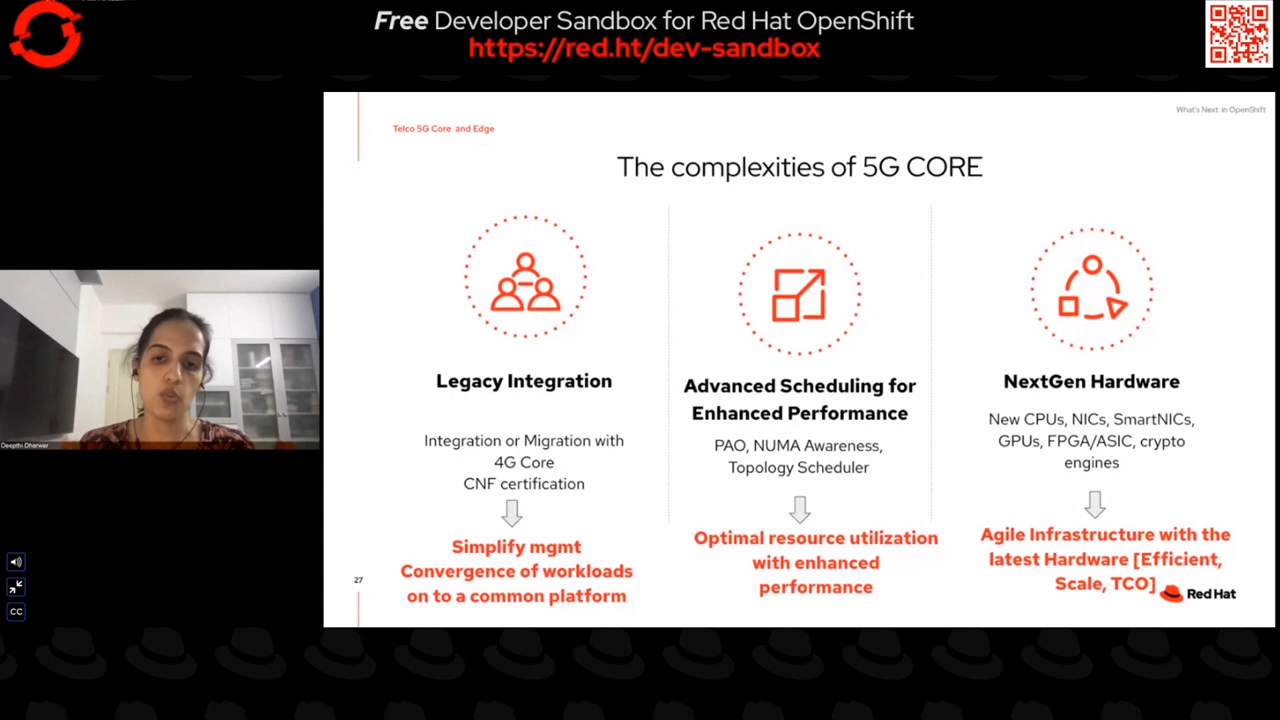 Free Developer Sandbox for Red Hat OpenShift
https://red.ht/dev-sandbox
What's Next in OpenShift
Telco 5G Core and Edge
The complexities of 5G CORE
Legacy Integration
Integration or Migration with
4G Core
CNF certification
Simplify mgmt
Convergence of workloads
on to a common platform
Advanced Scheduling for
Enhanced Performance
PAO, NUMA Awareness,
Topology Scheduler
Optimal resource utilization
with enhanced
performance
NextGen Hardware
New CPUs, NICs, SmartNICs,
GPUs, FPGA/ASIC, crypto
engines
Agile Infrastructure with the
latest Hardware [Efficient,
Scale, TCO]
Red Hat
27
Deepthi Dharwar
CC